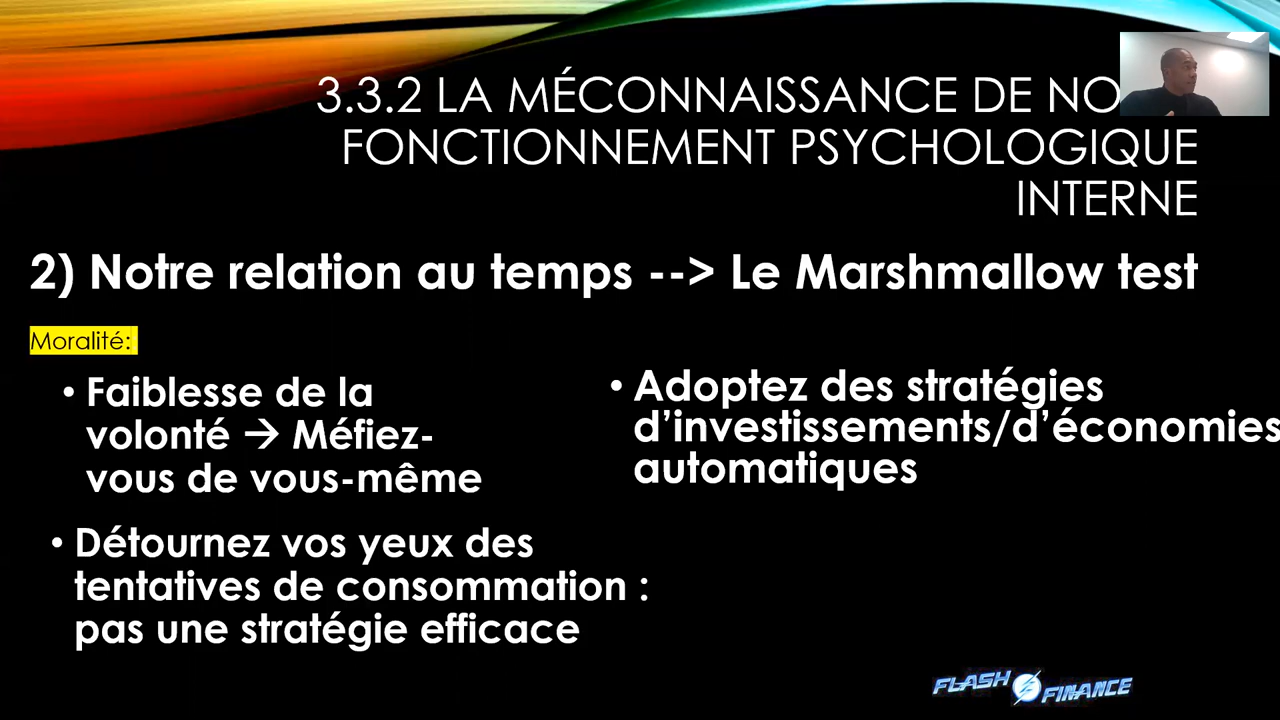 3.3.2 LA MÉCONNAISSANCE DE
FONCTIONNEMENT PSYCHOLOGIQUE
INTERNE
2) Notre relation au temps --> Le Marshmallow test
Moralité:
• Faiblesse de la
volonté → Méfiez-
vous de vous-même
• Détournez vos yeux des
tentatives de consommation :
pas une stratégie efficace
• Adoptez des stratégies
d’investissements/d’économies
automatiques
FLASH FINANCE